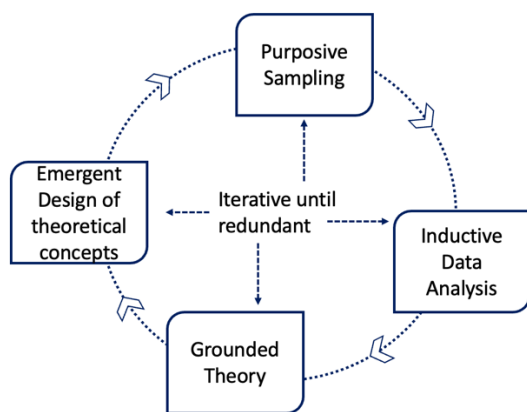 Purposive
Sampling
Emergent
Design of
theoretical
concepts
Iterative until
redundant
Inductive
Data
Analysis
Grounded
Theory